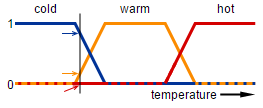 cold warm hot
1
0
temperature